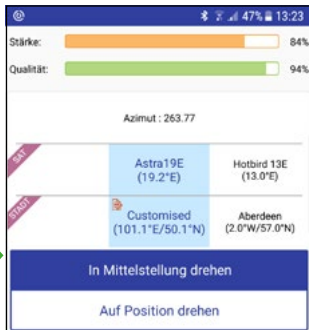 47% 13:23
Stärke: 84%
Qualität: 94%
Azimut : 263.77
SAT
Astra19E Hotbird 13E
(19.2°E) (13.0°E)
STADT
Customised Aberdeen
(101.1°E/50.1°N) (2.0°W/57.0°N)
In Mittelstellung drehen
Auf Position drehen